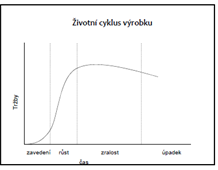 Životní cyklus výrobku
Tržby
zavedení růst zralost úpadek
čas